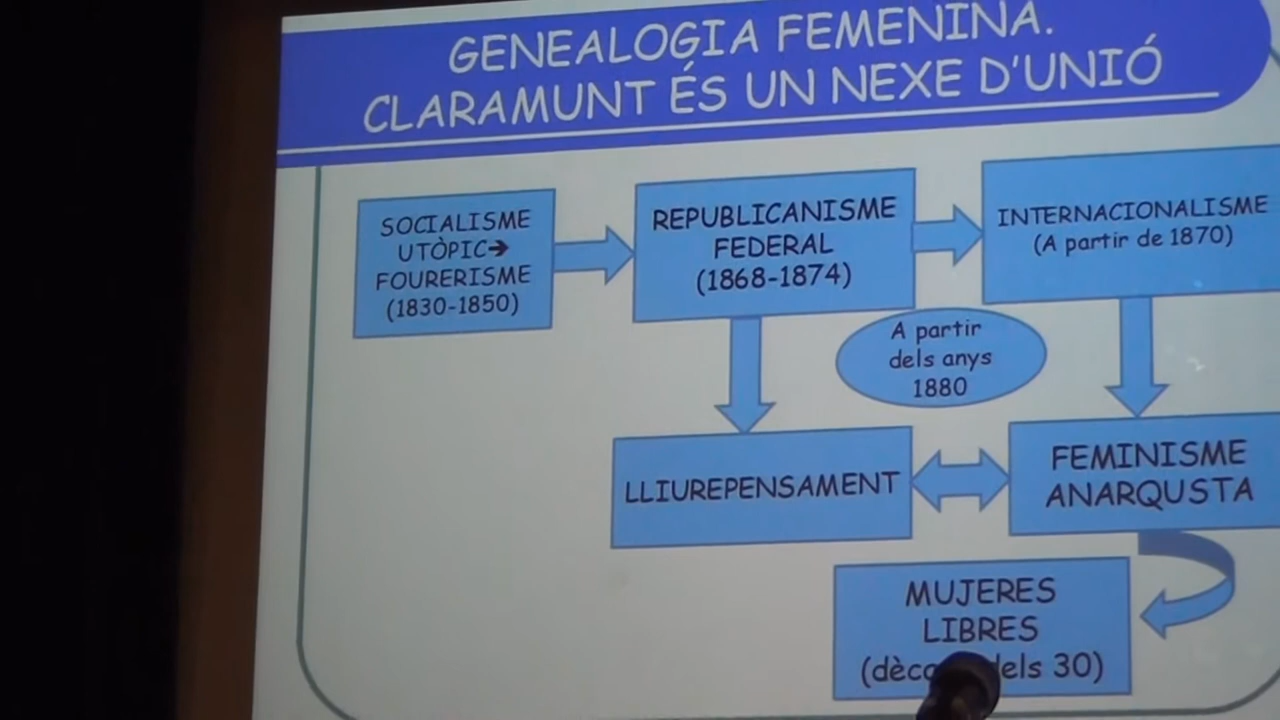 GENEALOGIA FEMENINA.
CLARAMUNT ÉS UN NEXE D'UNIÓ
SOCIALISME
UTÒPIC➔
FOURERISME
(1830-1850)
REPUBLICANISME
FEDERAL
(1868-1874)
INTERNACIONALISME
(A partir de 1870)
A partir
dels anys
1880
LLIUREPENSAMENT
FEMINISME
ANARQUSTA
MUJERES
LIBRES
30)